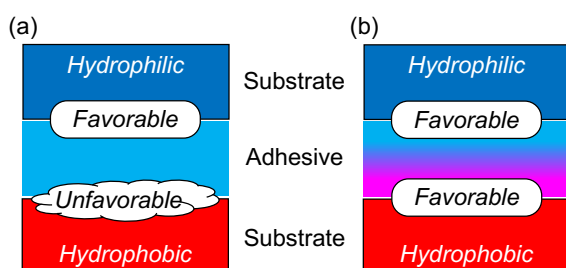 (a)
Hydrophilic
Favorable
Unfavorable
Hydrophobic
Substrate
Adhesive
Substrate
(b)
Hydrophilic
Favorable
Favorable
Hydrophobic